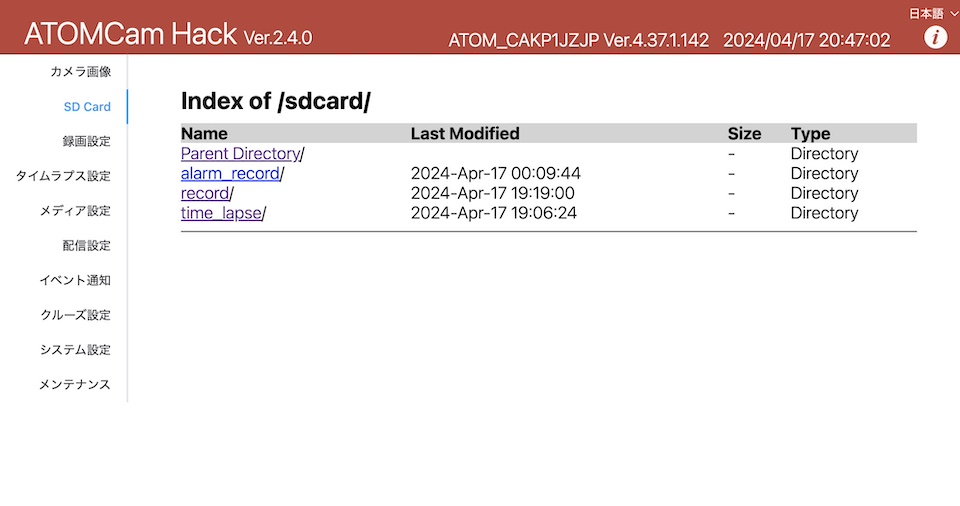 日本語
ATOMCam Hack Ver.2.4.0
ATOM_CAKP1JZJP Ver.4.37.1.142 2024/04/17 20:47:02
i
カメラ画像
SD Card
録画設定
タイムラプス設定
メディア設定
配信設定
イベント通知
クルーズ設定
システム設定
メンテナンス
Index of /sdcard/
Name Last Modified Size Type
Parent Directory/ - Directory
alarm_record/ 2024-Apr-17 00:09:44 - Directory
record/ 2024-Apr-17 19:19:00 - Directory
time_lapse/ 2024-Apr-17 19:06:24 - Directory